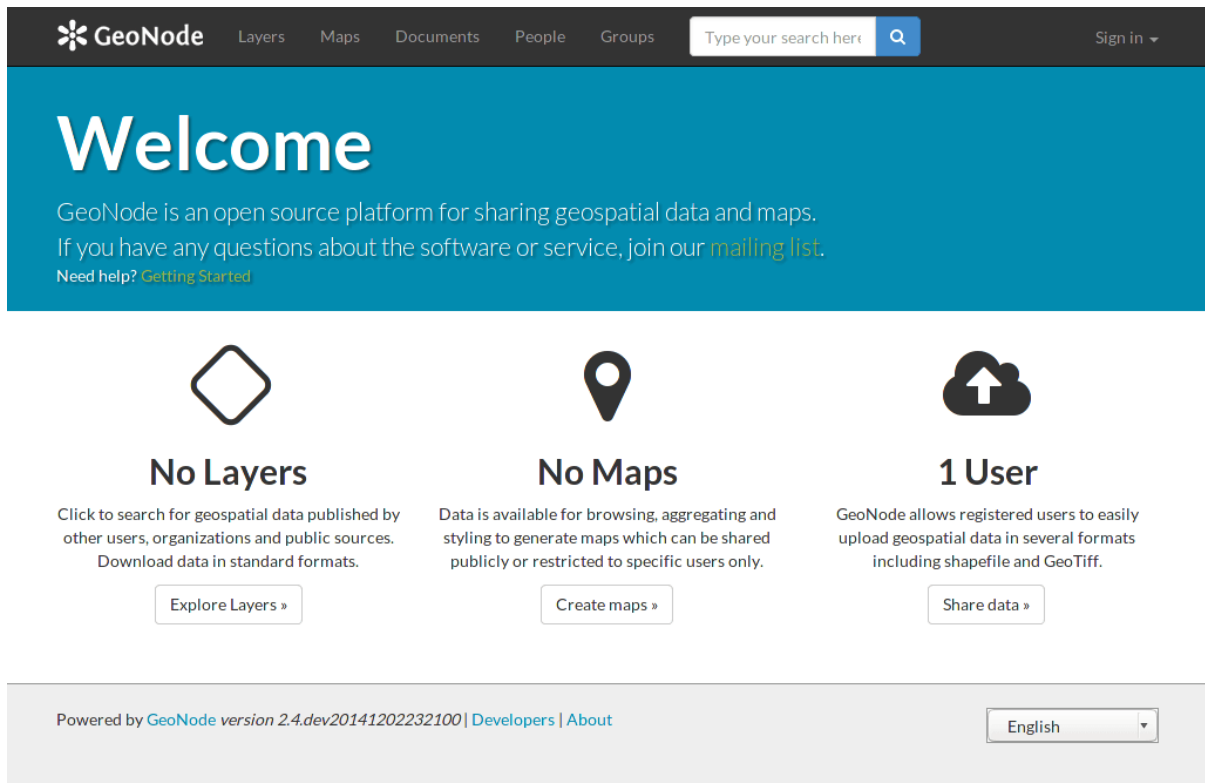 GeoNode Layers Maps Documents People Groups Type your search here Sign in
Welcome
GeoNode is an open source platform for sharing geospatial data and maps.
If you have any questions about the software or service, join our mailing list.
Need help? Getting Started
No Layers
Click to search for geospatial data published by
other users, organizations and public sources.
Download data in standard formats.
Explore Layers »
No Maps
Data is available for browsing, aggregating and
styling to generate maps which can be shared
publicly or restricted to specific users only.
Create maps »
1 User
GeoNode allows registered users to easily
upload geospatial data in several formats
including shapefile and GeoTiff.
Share data »
Powered by GeoNode version 2.4.dev20141202232100 | Developers | About
English